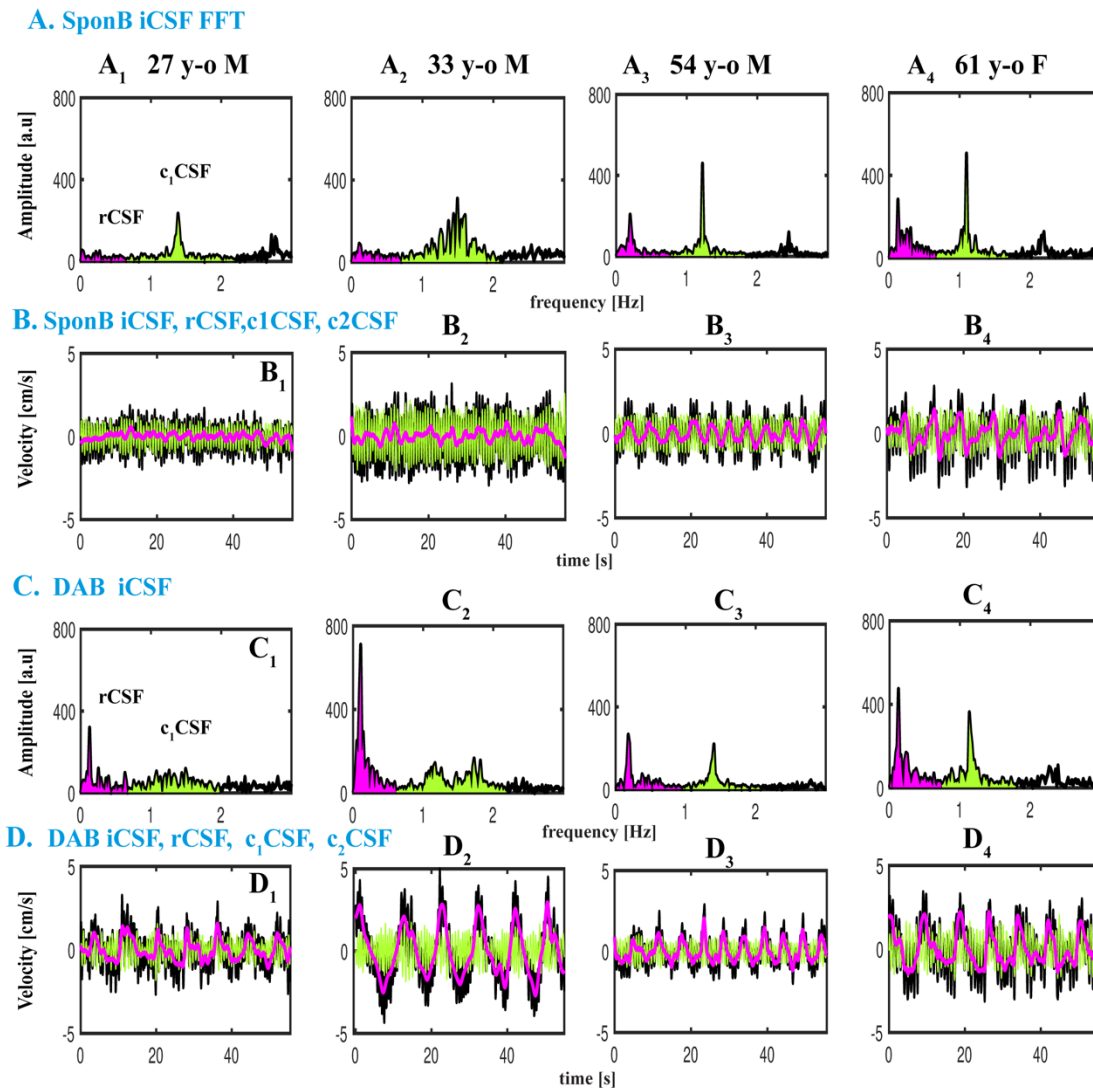 A. SponB iCSF FFT
A1 27 y-o M A2 33 y-o M A3 54 y-o M A4 61 y-o F
Amplitude [a.u]
800 800 800 800
400 400 400 400
0 0 0 0
c1CSF
rCSF
0 1 2 0 1 2 0 1 2 0 1 2
frequency [Hz]
B. SponB iCSF, rCSF,c1CSF, c2CSF
B1 B2 B3 B4
Velocity [cm/s]
5 5 5 5
0 0 0 0
-5 -5 -5 -5
0 20 40 0 20 40 0 20 40 0 20 40
time [s]
C. DAB iCSF
C1 C2 C3 C4
Amplitude [a.u]
800 800 800 800
400 400 400 400
0 0 0 0
rCSF
c1CSF
0 1 2 0 1 2 0 1 2 0 1 2
frequency [Hz]
D. DAB iCSF, rCSF, c1CSF, c2CSF
D1 D2 D3 D4
Velocity [cm/s]
5 5 5 5
0 0 0 0
-5 -5 -5 -5
0 20 40 0 20 40 0 20 40 0 20 40
time [s]